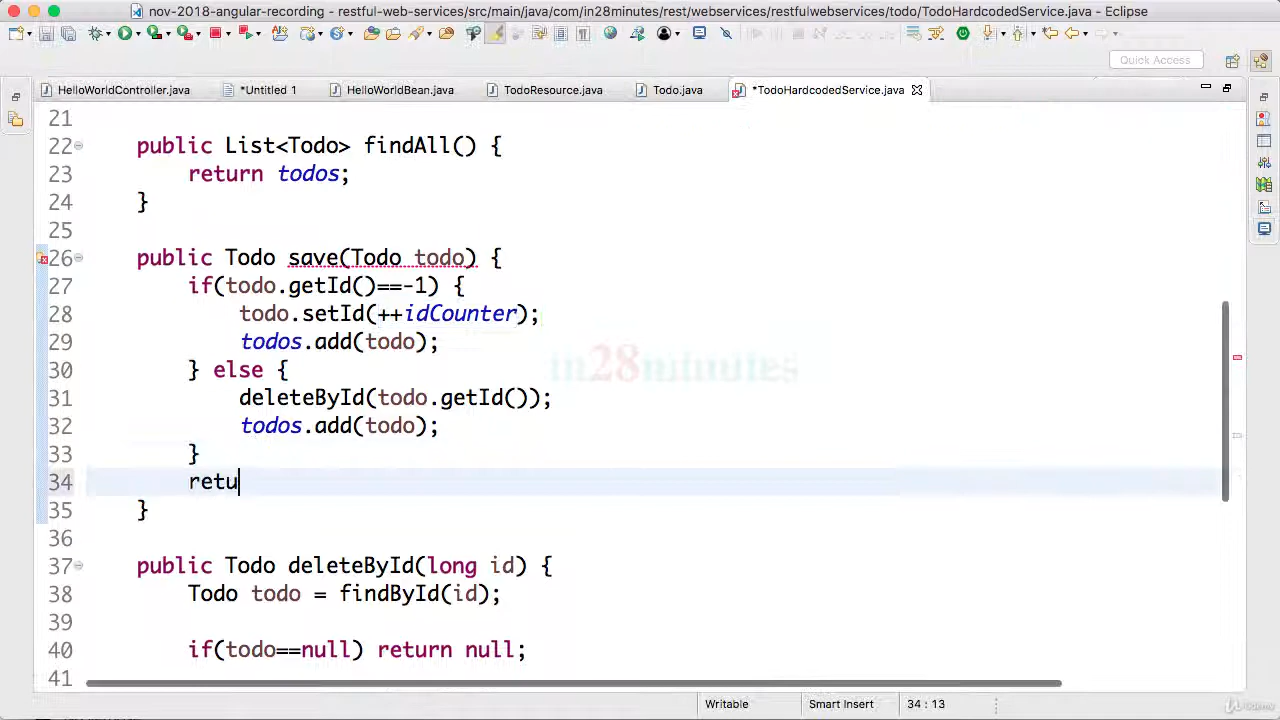 nov-2018-angular-recording - restful-web-services/src/main/java/com/in28minutes/rest/webservices/restfulwebservices/todo/TodoHardcodedService.java - Eclipse
Quick Access
HelloWorldController.java
*Untitled 1
HelloWorldBean.java
TodoResource.java
Todo.java
*TodoHardcodedService.java
21
22 public List<Todo> findAll() {
23 return todos;
24 }
25
26 public Todo save(Todo todo) {
27 if(todo.getId()==-1) {
28 todo.setId(++idCounter);
29 todos.add(todo);
30 } else {
31 deleteById(todo.getId());
32 todos.add(todo);
33 }
34 retu
35 }
36
37 public Todo deleteById(long id) {
38 Todo todo = findById(id);
39
40 if(todo==null) return null;
41
in28minutes
Writable
Smart Insert
34 : 13
Udemy